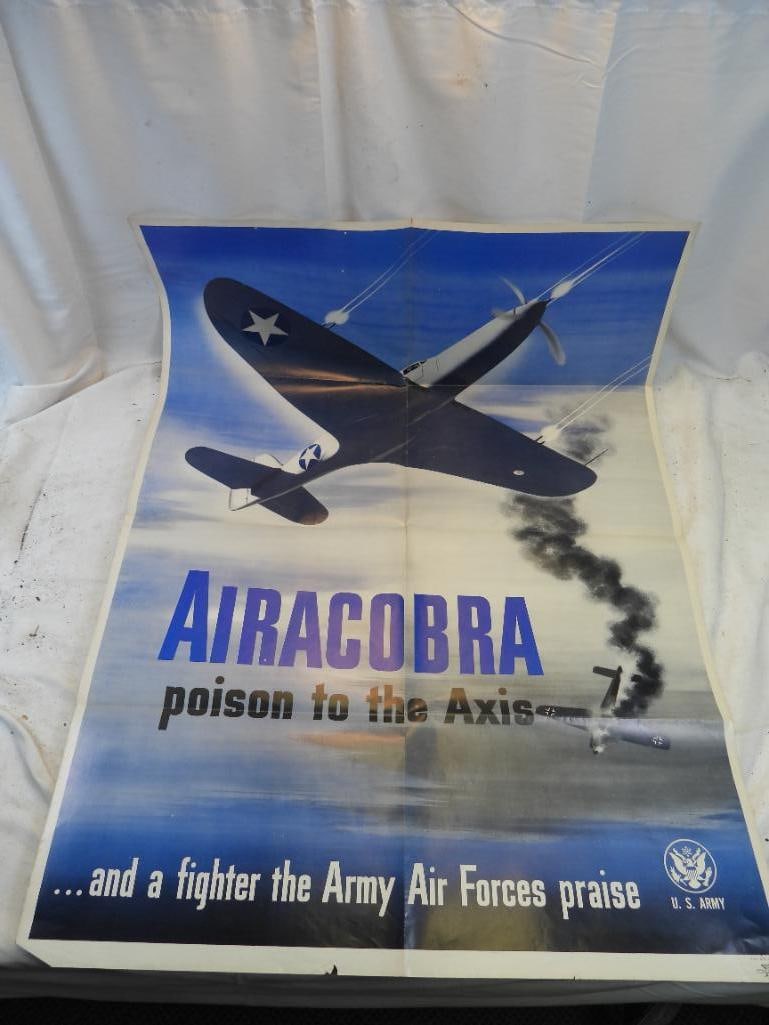 AIRACOBRA
poison to the Axis
...and a fighter the Army Air Forces praise
U. S. ARMY